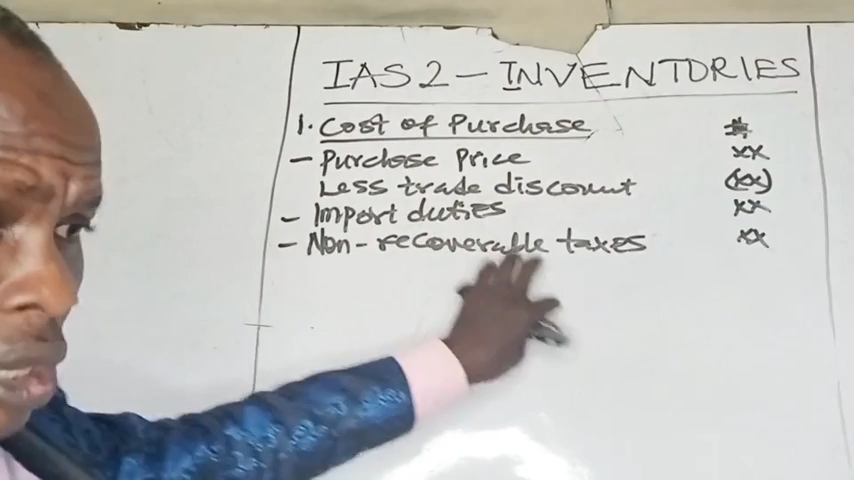 IAS 2 - INVENTORIES
1. Cost of Purchase #
- Purchase Price xx
Less trade discount (xx)
- Import duties xx
- Non-recoverable taxes xx